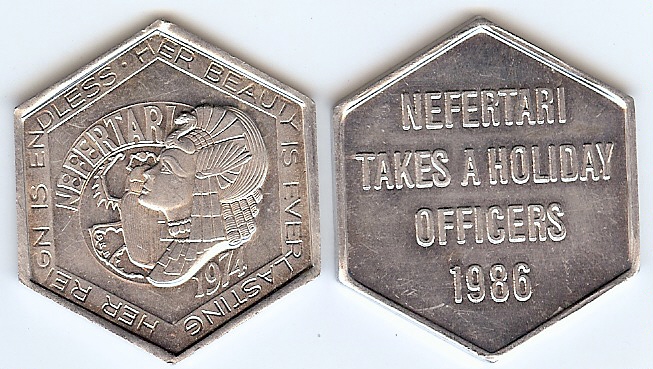 HER REIGN IS ENDLESS · HER BEAUTY IS EVERLASTING
NEFERTARI
1974
NEFERTARI
TAKES A HOLIDAY
OFFICERS
1986